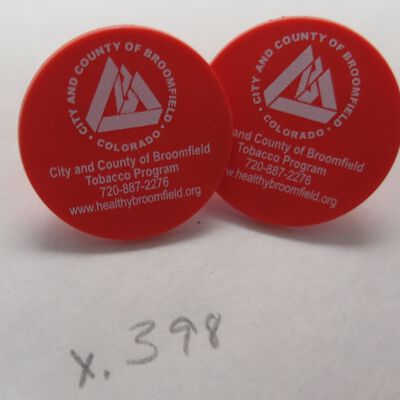 CITY AND COUNTY OF BROOMFIELD
• COLORADO •
City and County of Broomfield
Tobacco Program
720-887-2276
www.healthybroomfield.org
CITY AND COUNTY OF BROOMFIELD
• COLORADO •
and County of Broomfield
Tobacco Program
720-887-2276
w.healthybroomfield.org
x.398